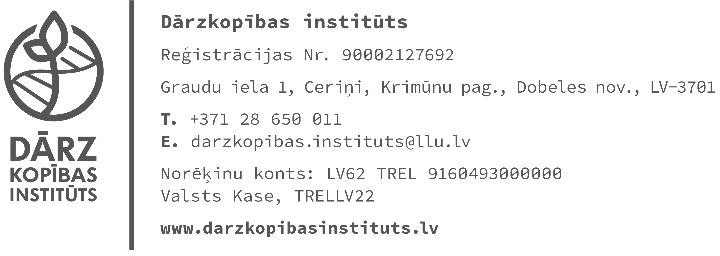 DĀRZ
KOPĪBAS
INSTITŪTS
Dārzkopības institūts
Reģistrācijas Nr. 90002127692
Graudu iela 1, Ceriņi, Krimūnu pag., Dobeles nov., LV-3701
T. +371 28 650 011
E. darzkopibas.instituts@llu.lv
Norēķinu konts: LV62 TREL 9160493000000
Valsts Kase, TRELLV22
www.darzkopibasinstituts.lv